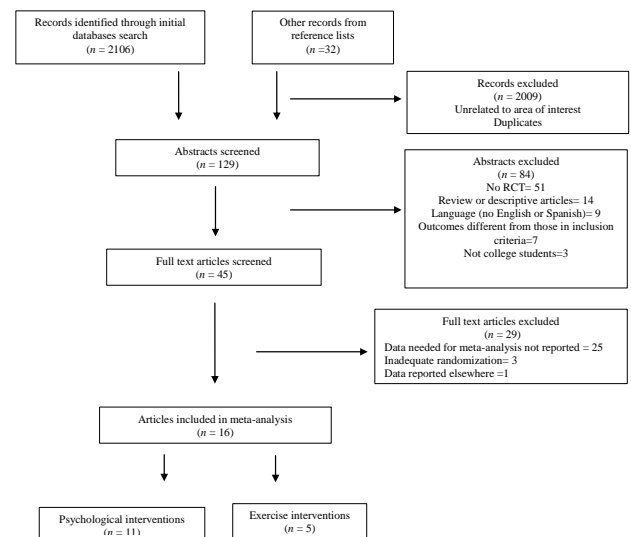 Records identified through initial
databases search
(n = 2106)
Other records from
reference lists
(n =32)
Records excluded
(n = 2009)
Unrelated to area of interest
Duplicates
Abstracts screened
(n = 129)
Abstracts excluded
(n = 84)
No RCT= 51
Review or descriptive articles= 14
Language (no English or Spanish)= 9
Outcomes different from those in inclusion
criteria=7
Not college students=3
Full text articles screened
(n = 45)
Full text articles excluded
(n = 29)
Data needed for meta-analysis not reported = 25
Inadequate randomization= 3
Data reported elsewhere =1
Articles included in meta-analysis
(n = 16)
Psychological interventions
(n = 11)
Exercise interventions
(n = 5)